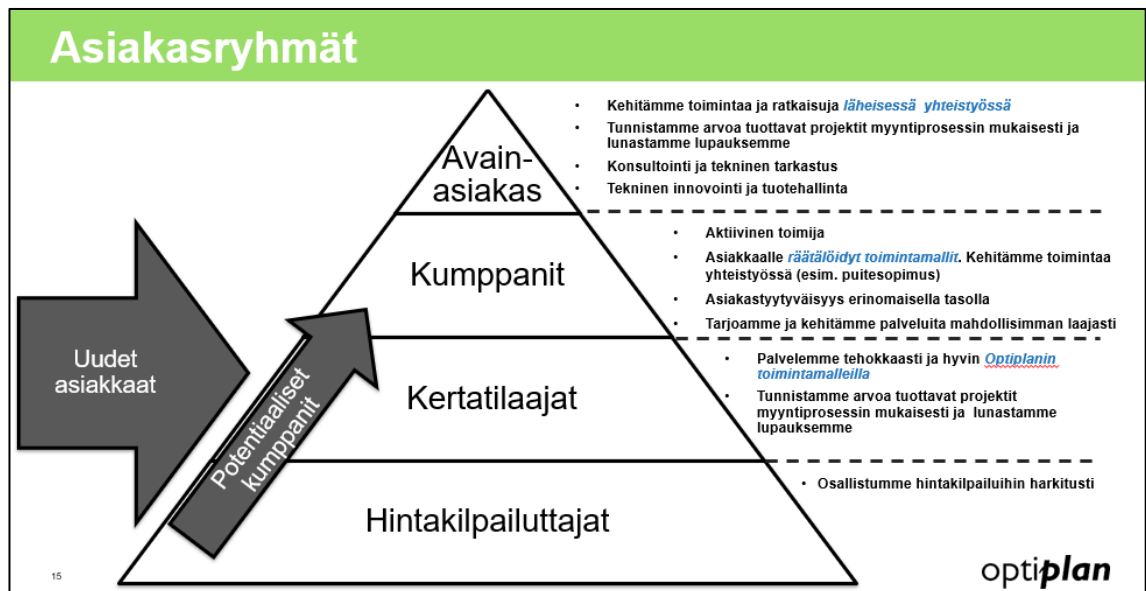 Asiakasryhmät
Avain-
asiakas
Kumppanit
Kertatilaajat
Hintakilpailuttajat
Uudet
asiakkaat
Potentiaaliset
kumppanit
• Kehitämme toimintaa ja ratkaisuja läheisessä yhteistyössä
• Tunnistamme arvoa tuottavat projektit myyntiprosessin mukaisesti ja
lunastamme lupauksemme
• Konsultointi ja tekninen tarkastus
• Tekninen innovointi ja tuotehallinta
• Aktiivinen toimija
• Asiakkaalle räätälöidyt toimintamallit. Kehitämme toimintaa
yhteistyössä (esim. puitesopimus)
• Asiakastyytyväisyys erinomaisella tasolla
• Tarjoamme ja kehitämme palveluita mahdollisimman laajasti
• Palvelemme tehokkaasti ja hyvin Optiplanin
toimintamalleilla
• Tunnistamme arvoa tuottavat projektit
myyntiprosessin mukaisesti ja lunastamme
lupauksemme
• Osallistumme hintakilpailuihin harkitusti
15
optiplan